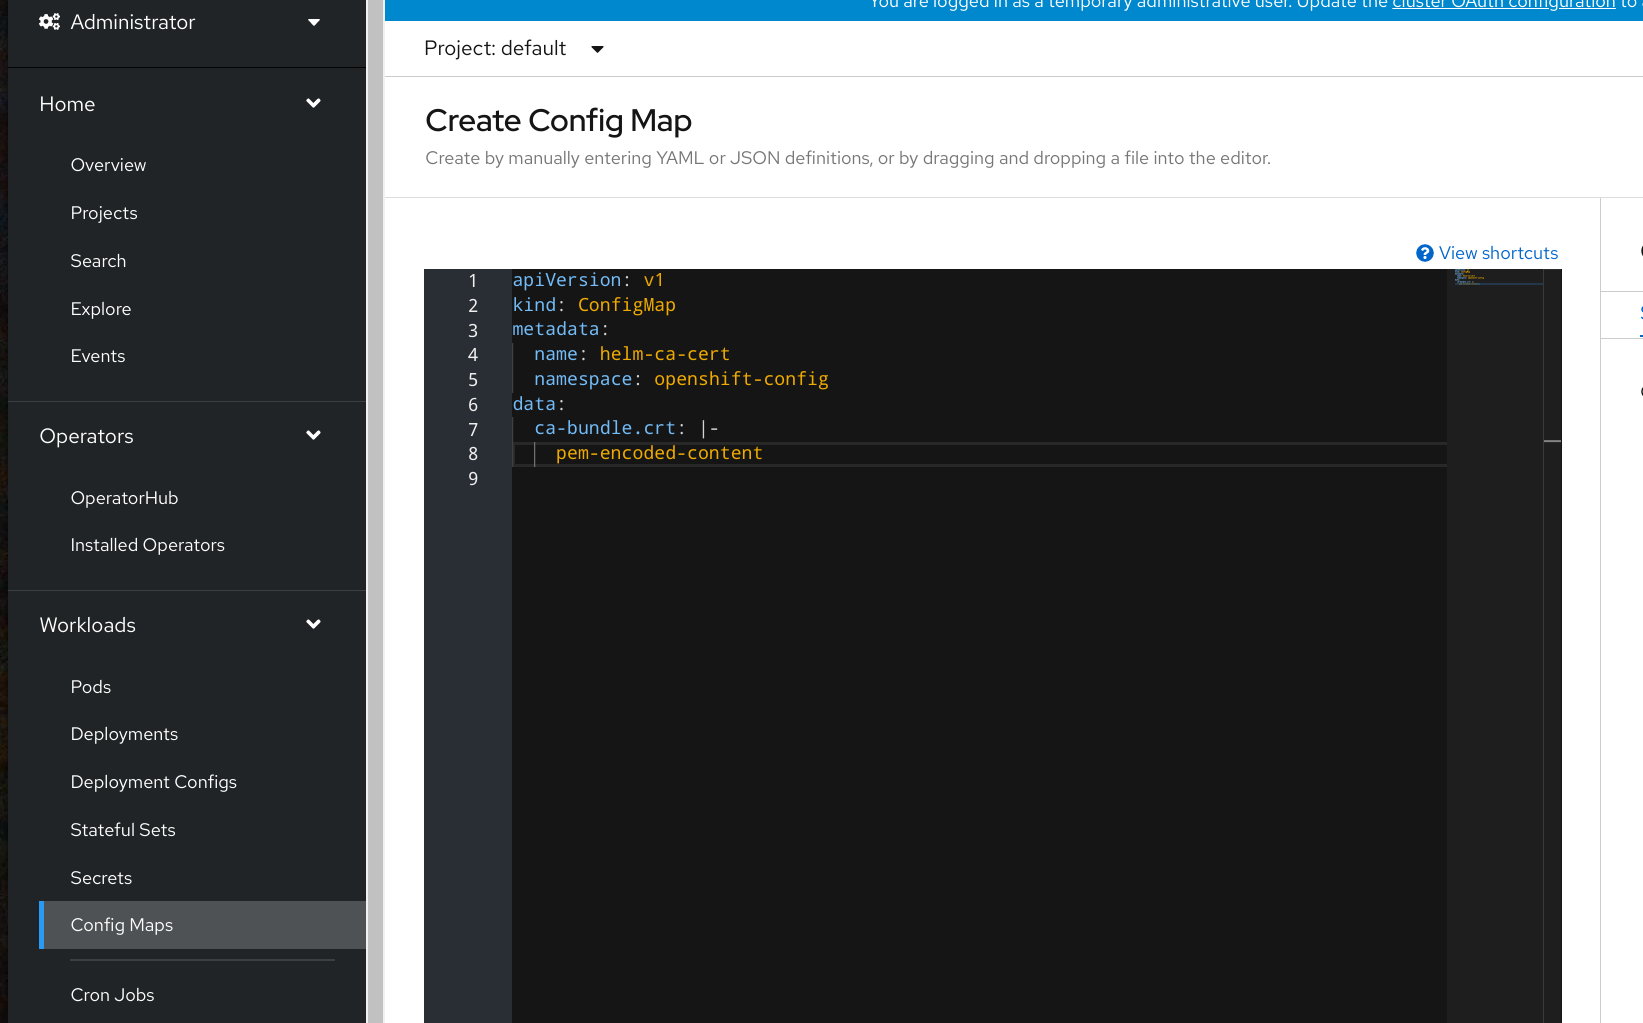 Administrator
Home
Overview
Projects
Search
Explore
Events
Operators
OperatorHub
Installed Operators
Workloads
Pods
Deployments
Deployment Configs
Stateful Sets
Secrets
Config Maps
Cron Jobs
You are logged in as a temporary administrative user. Update the cluster OAuth configuration to
Project: default
Create Config Map
Create by manually entering YAML or JSON definitions, or by dragging and dropping a file into the editor.
View shortcuts
1 apiVersion: v1
2 kind: ConfigMap
3 metadata:
4 name: helm-ca-cert
5 namespace: openshift-config
6 data:
7 ca-bundle.crt: |-
8 pem-encoded-content
9